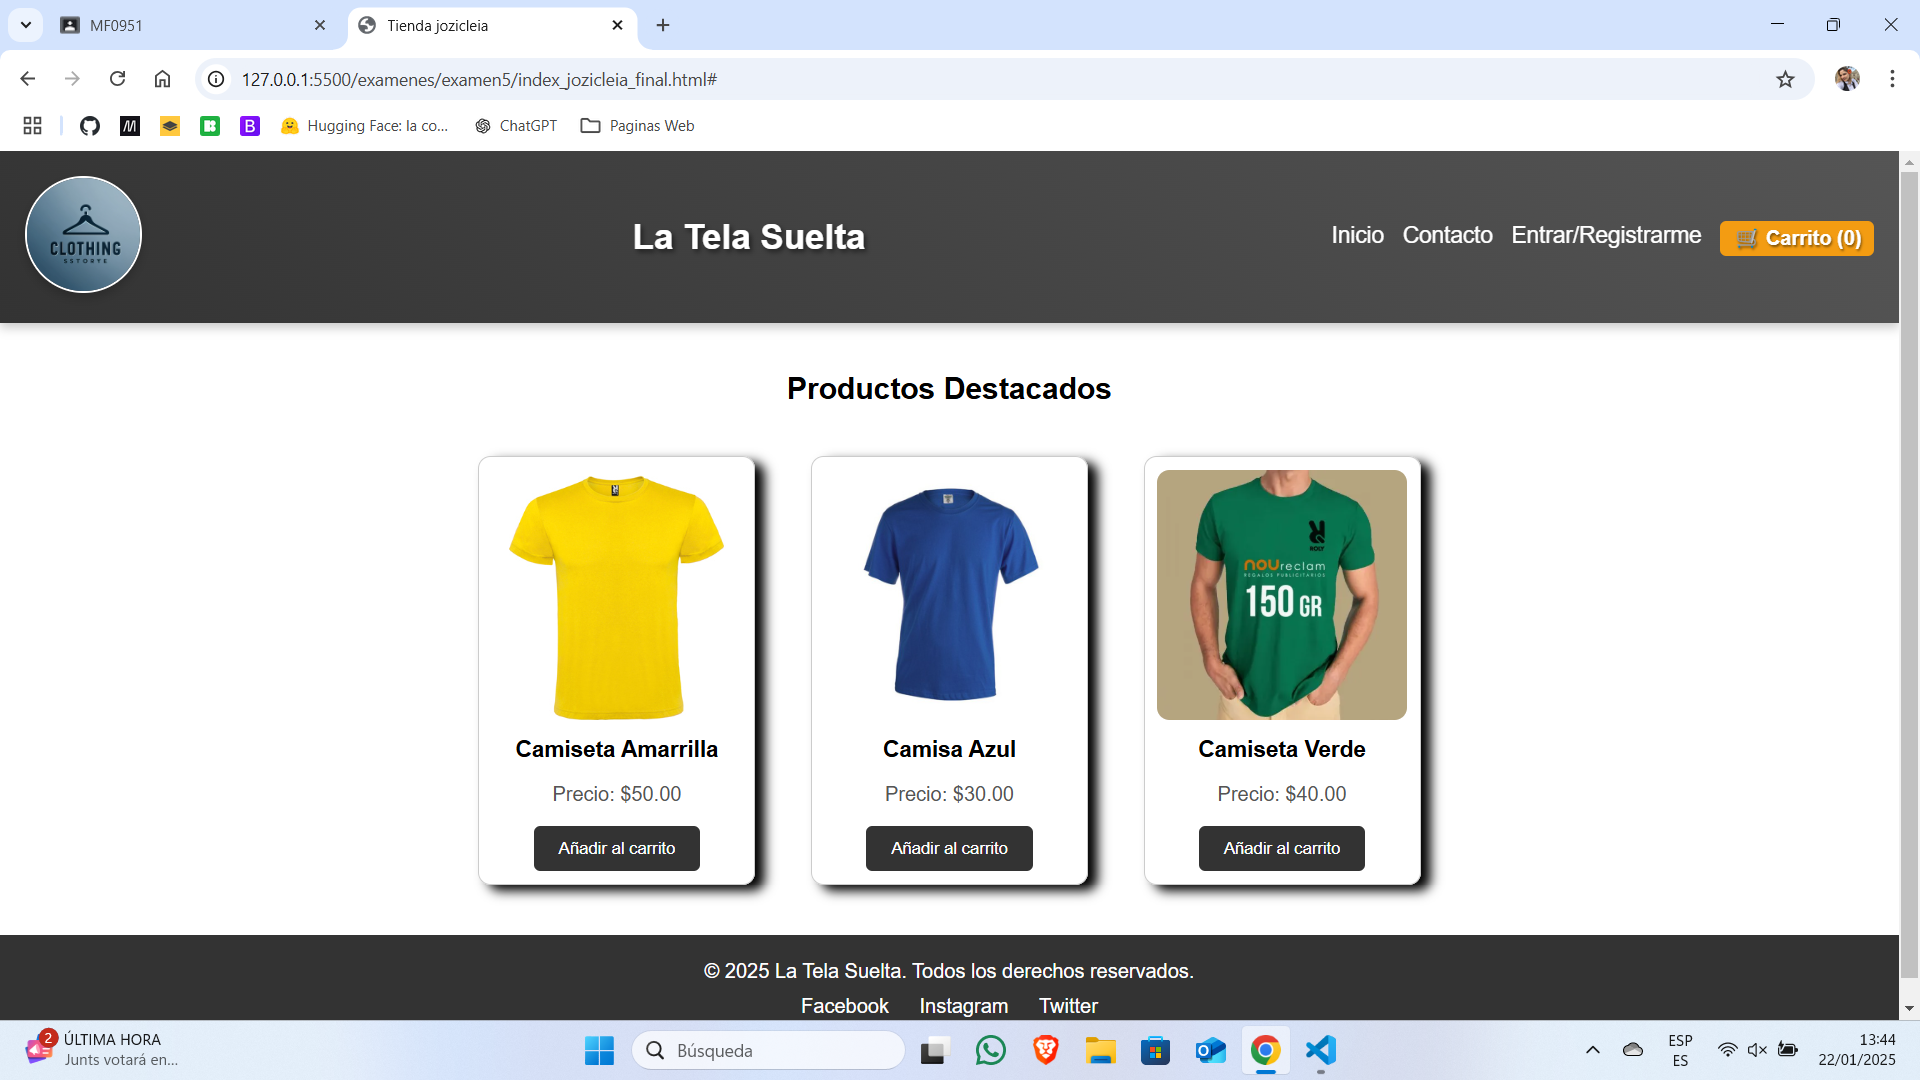 MF0951
Tienda jozicleia
127.0.0.1:5500/examenes/examen5/index_jozicleia_final.html#
Hugging Face: la co...
ChatGPT
Paginas Web
CLOTHING
SSTORYE
La Tela Suelta
Inicio
Contacto
Entrar/Registrarme
🛒 Carrito (0)
Productos Destacados
ROLY
noureclam
REGALOS PUBLICITARIOS
150 GR
Camiseta Amarrilla
Camisa Azul
Camiseta Verde
Precio: $50.00
Precio: $30.00
Precio: $40.00
Añadir al carrito
Añadir al carrito
Añadir al carrito
© 2025 La Tela Suelta. Todos los derechos reservados.
Facebook
Instagram
Twitter
2
ÚLTIMA HORA
Junts votará en...
Búsqueda
ESP
ES
13:44
22/01/2025